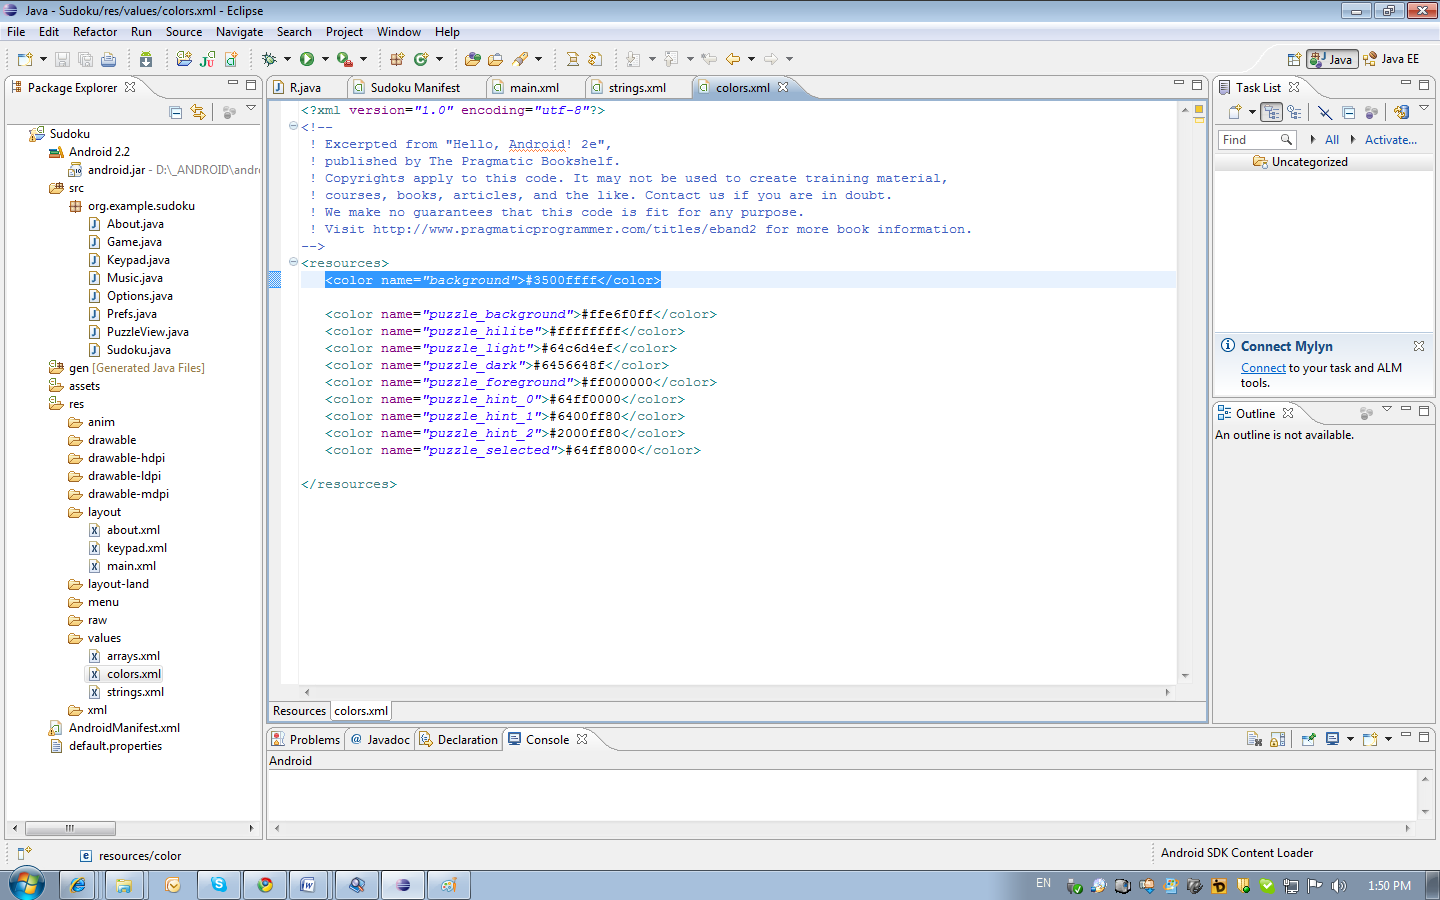 Java - Sudoku/res/values/colors.xml - Eclipse
File Edit Refactor Run Source Navigate Search Project Window Help
Java Java EE
Package Explorer
Sudoku
Android 2.2
android.jar - D:\_ANDROID\andro
src
org.example.sudoku
About.java
Game.java
Keypad.java
Music.java
Options.java
Prefs.java
PuzzleView.java
Sudoku.java
gen [Generated Java Files]
assets
res
anim
drawable
drawable-hdpi
drawable-ldpi
drawable-mdpi
layout
about.xml
keypad.xml
main.xml
layout-land
menu
raw
values
arrays.xml
colors.xml
strings.xml
xml
AndroidManifest.xml
default.properties
R.java Sudoku Manifest main.xml strings.xml colors.xml
<?xml version="1.0" encoding="utf-8"?>
<!--
! Excerpted from "Hello, Android! 2e",
! published by The Pragmatic Bookshelf.
! Copyrights apply to this code. It may not be used to create training material,
! courses, books, articles, and the like. Contact us if you are in doubt.
! We make no guarantees that this code is fit for any purpose.
! Visit http://www.pragmaticprogrammer.com/titles/eband2 for more book information.
-->
<resources>
<color name="background">#3500ffff</color>
<color name="puzzle_background">#ffe6f0ff</color>
<color name="puzzle_hilite">#ffffffff</color>
<color name="puzzle_light">#64c6d4ef</color>
<color name="puzzle_dark">#6456648f</color>
<color name="puzzle_foreground">#ff000000</color>
<color name="puzzle_hint_0">#64ff0000</color>
<color name="puzzle_hint_1">#6400ff80</color>
<color name="puzzle_hint_2">#2000ff80</color>
<color name="puzzle_selected">#64ff8000</color>
</resources>
Resources colors.xml
Task List
Find All Activate...
Uncategorized
Connect Mylyn
Connect to your task and ALM
tools.
Outline
An outline is not available.
Problems @ Javadoc Declaration Console
Android
resources/color
Android SDK Content Loader
EN
1:50 PM